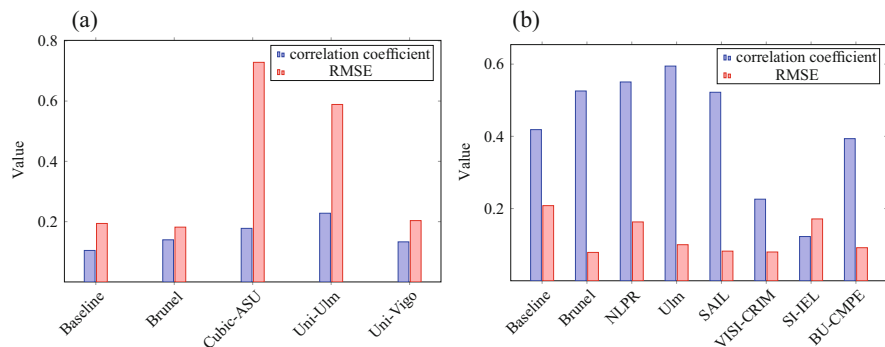 (a)
0.8
0.6
0.4
0.2
Value
correlation coefficient
RMSE
Baseline
Brunel
Cubic-ASU
Uni-Ulm
Uni-Vigo
(b)
0.6
0.4
0.2
Value
correlation coefficient
RMSE
Baseline
Brunel
NLPR
Ulm
SAIL
VISI-CRIM
SI-IEL
BU-CMPE